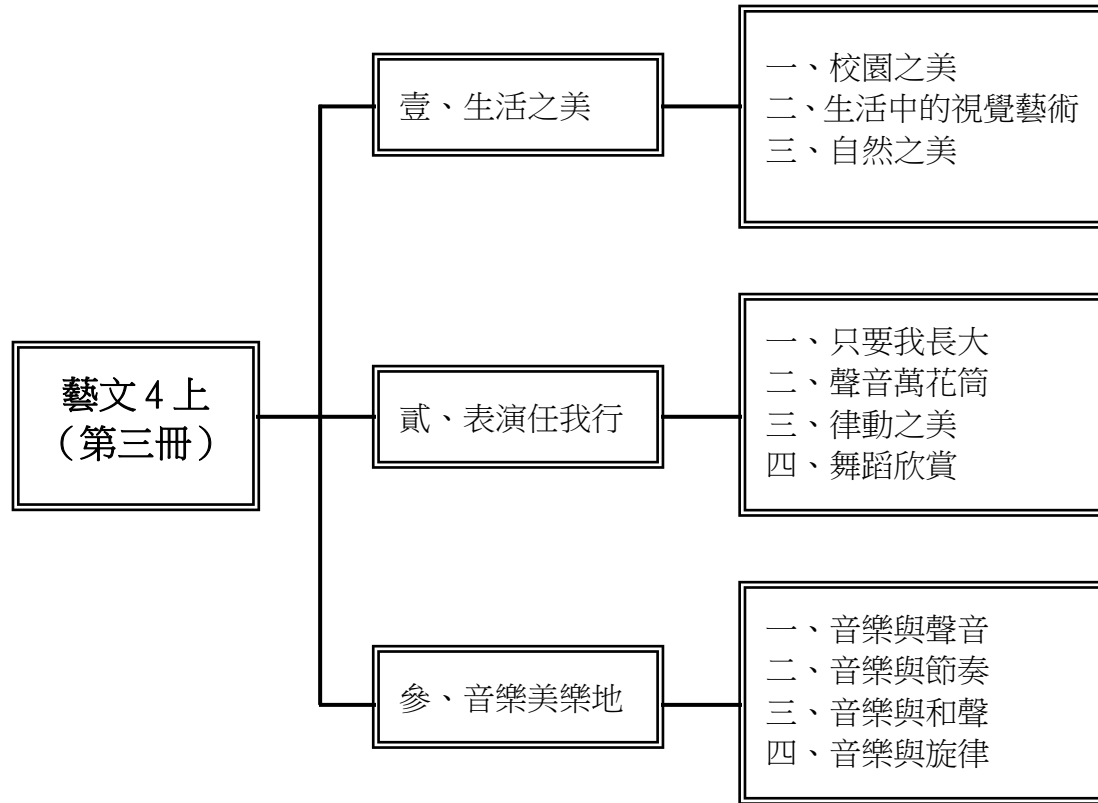 藝文4上
（第三冊）
壹、生活之美
一、校園之美
二、生活中的視覺藝術
三、自然之美
貳、表演任我行
一、只要我長大
二、聲音萬花筒
三、律動之美
四、舞蹈欣賞
參、音樂美樂地
一、音樂與聲音
二、音樂與節奏
三、音樂與和聲
四、音樂與旋律